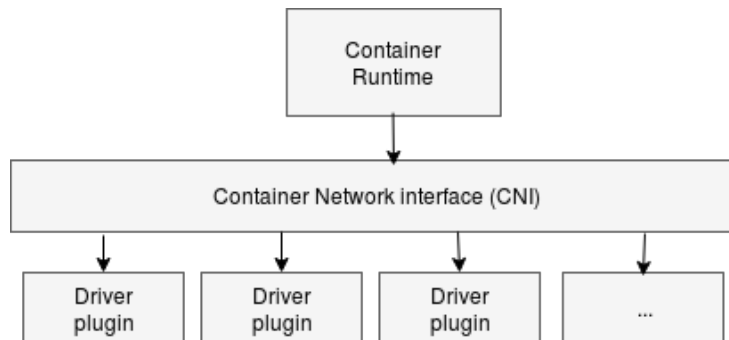 Container
Runtime
Container Network interface (CNI)
Driver
plugin
Driver
plugin
Driver
plugin
...